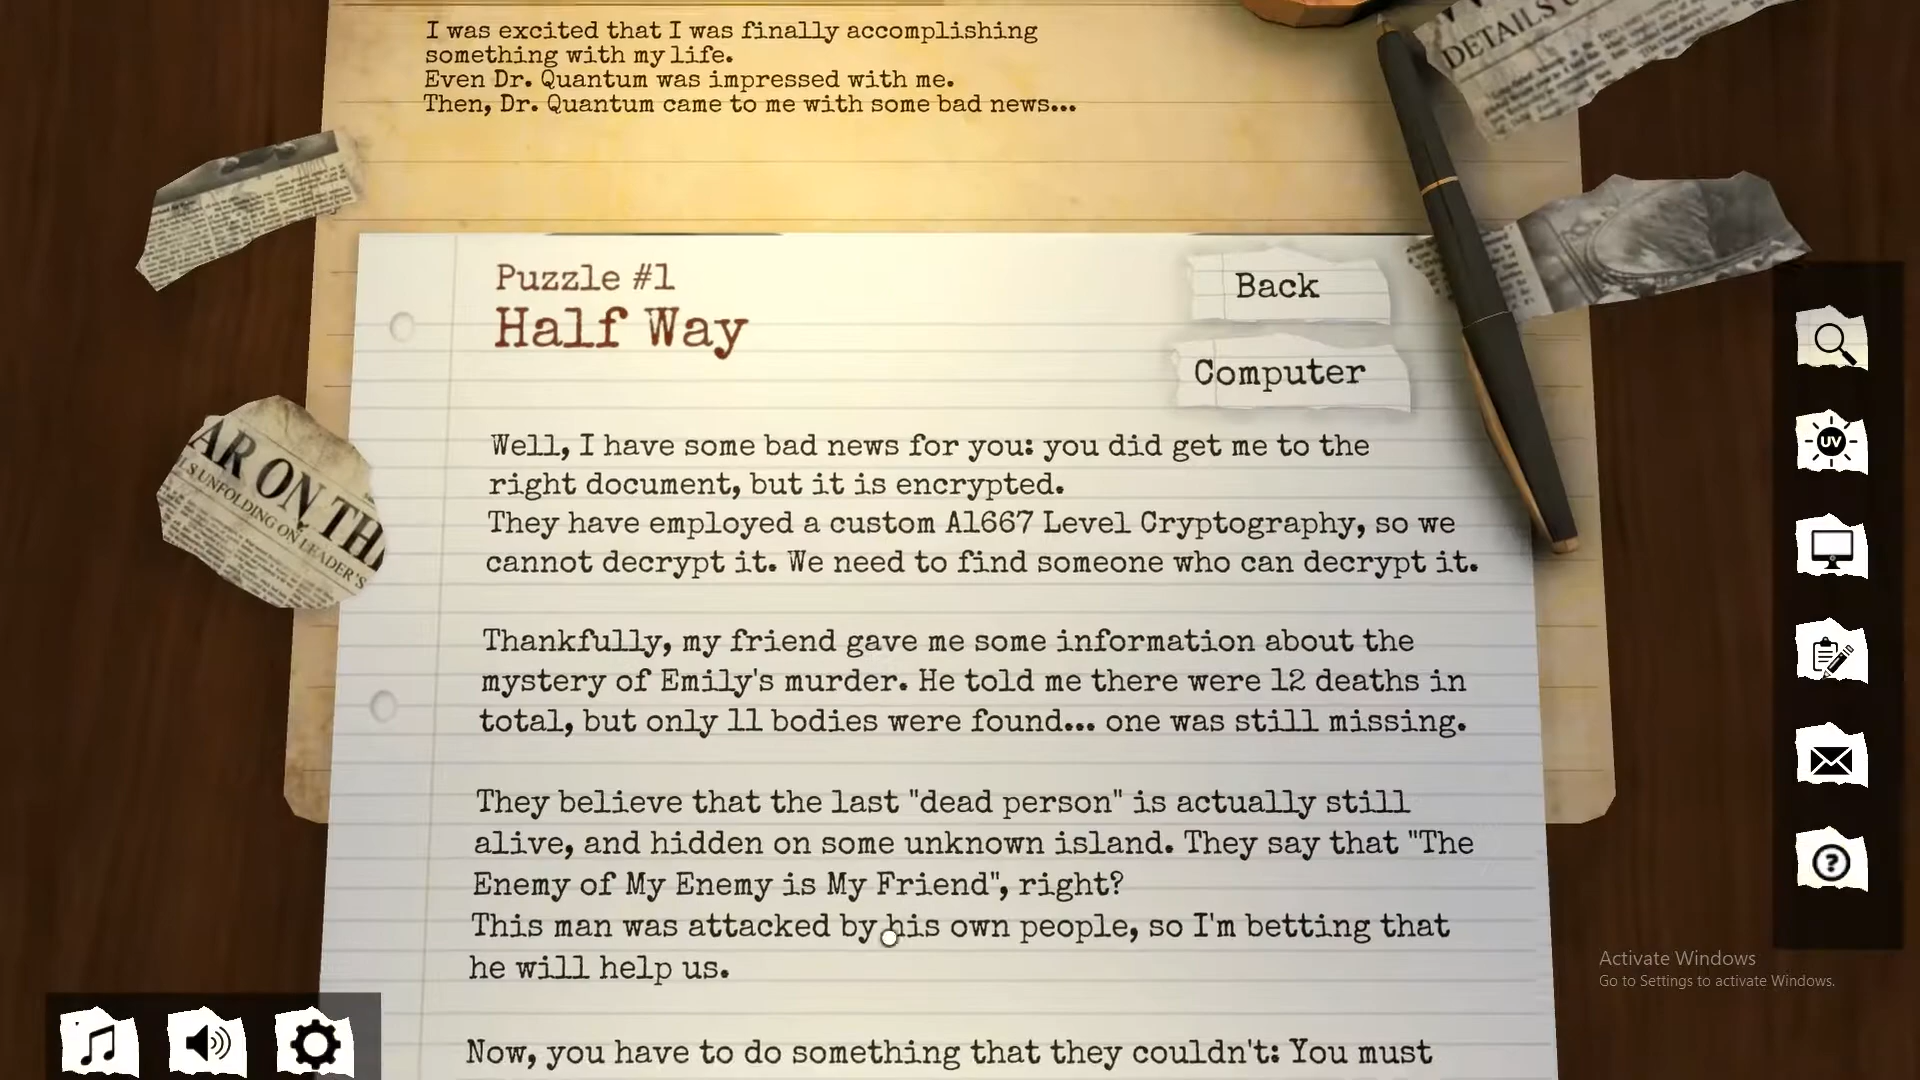 I was excited that I was finally accomplishing
something with my life.
Even Dr. Quantum was impressed with me.
Then, Dr. Quantum came to me with some bad news...
DETAILS
Puzzle #1
Half Way
Back
Computer
AR ON TH
LS UNFOLDING ON LEADER'S
Well, I have some bad news for you: you did get me to the
right document, but it is encrypted.
They have employed a custom A1667 Level Cryptography, so we
cannot decrypt it. We need to find someone who can decrypt it.
Thankfully, my friend gave me some information about the
mystery of Emily's murder. He told me there were 12 deaths in
total, but only 11 bodies were found... one was still missing.
They believe that the last "dead person" is actually still
alive, and hidden on some unknown island. They say that "The
Enemy of My Enemy is My Friend", right?
This man was attacked by his own people, so I'm betting that
he will help us.
Now, you have to do something that they couldn't: You must
UV
?
Activate Windows
Go to Settings to activate Windows.